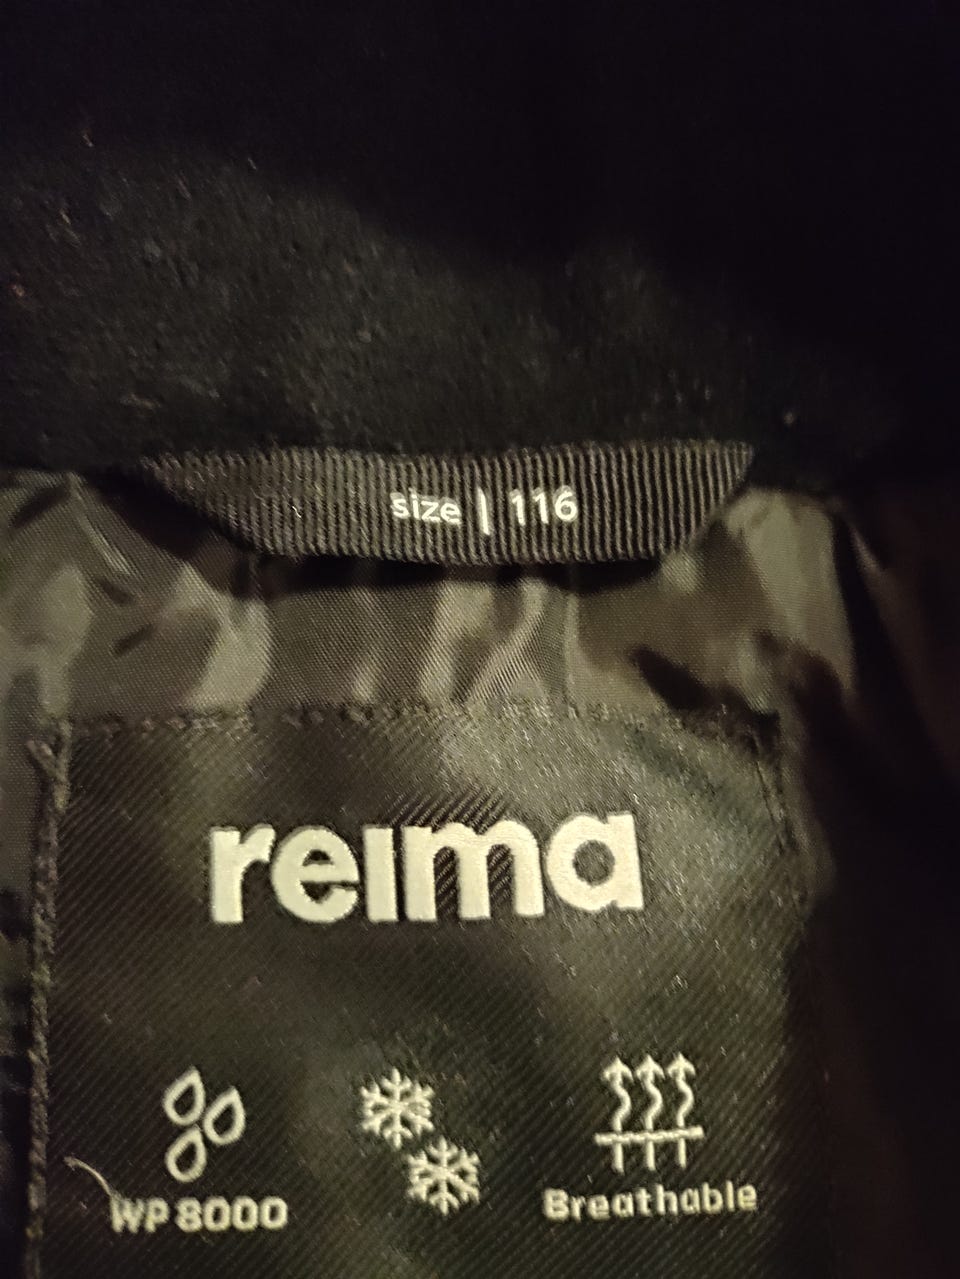 size | 116
reima
WP 8000
Breathable